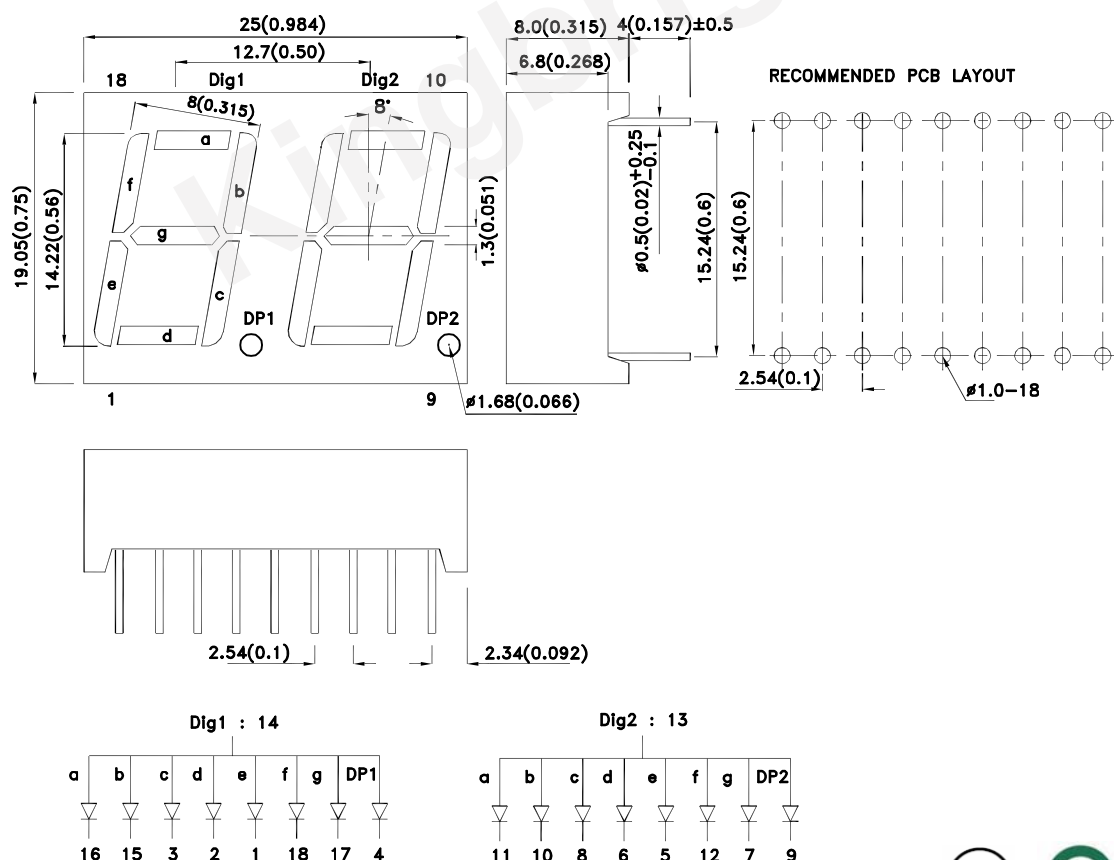 25(0.984)
12.7(0.50)
18 Dig1 Dig2 10
8(0.315)
8°
a
f
b
g
e
c
d
DP1
DP2
1 9
ø1.68(0.066)
19.05(0.75)
14.22(0.56)
1.3(0.051)
8.0(0.315) 4(0.157)±0.5
6.8(0.268)
ø0.5(0.02)+0.25 -0.1
15.24(0.6)
RECOMMENDED PCB LAYOUT
15.24(0.6)
2.54(0.1)
ø1.0-18
2.54(0.1)
2.34(0.092)
Dig1 : 14
a b c d e f g DP1
16 15 3 2 1 18 17 4
Dig2 : 13
a b c d e f g DP2
11 10 8 6 5 12 7 9
Kingbrig